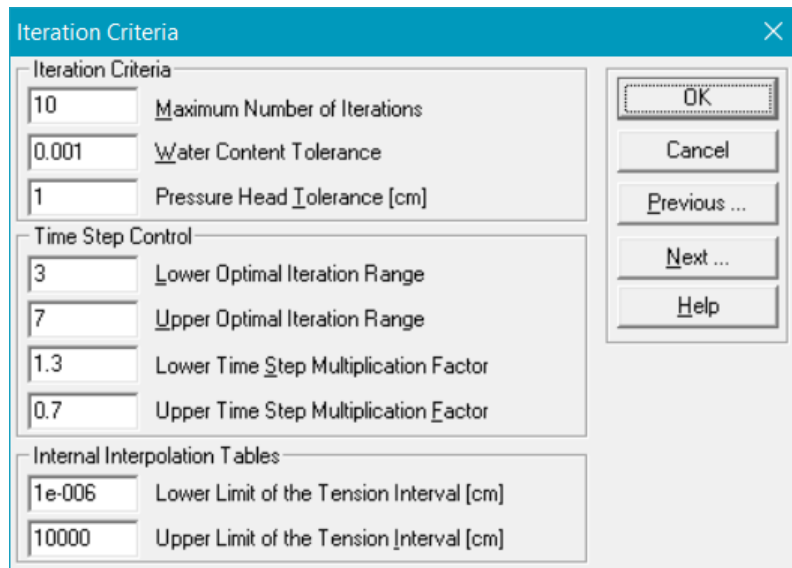 Iteration Criteria
Iteration Criteria
10 Maximum Number of Iterations
0.001 Water Content Tolerance
1 Pressure Head Tolerance [cm]
Time Step Control
3 Lower Optimal Iteration Range
7 Upper Optimal Iteration Range
1.3 Lower Time Step Multiplication Factor
0.7 Upper Time Step Multiplication Factor
Internal Interpolation Tables
1e-006 Lower Limit of the Tension Interval [cm]
10000 Upper Limit of the Tension Interval [cm]
OK
Cancel
Previous ...
Next ...
Help